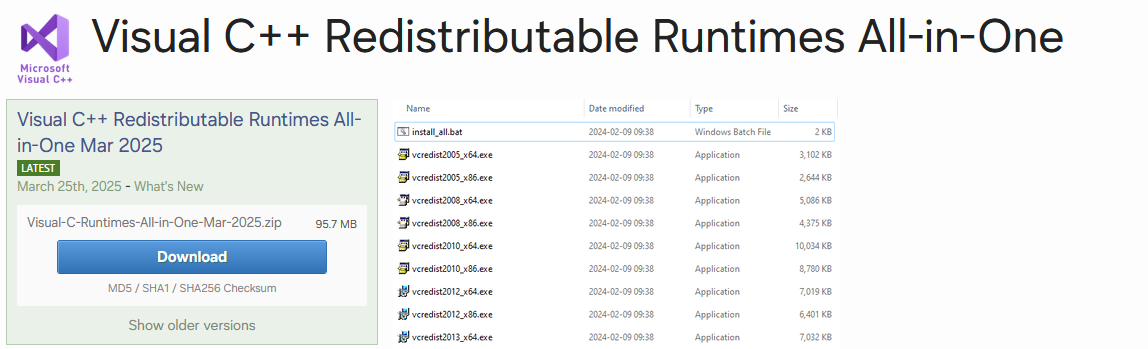 Visual C++ Redistributable Runtimes All-in-One
Microsoft
Visual C++
Visual C++ Redistributable Runtimes All-
in-One Mar 2025
LATEST
March 25th, 2025 - What's New
Visual-C-Runtimes-All-in-One-Mar-2025.zip 95.7 MB
Download
MD5 / SHA1 / SHA256 Checksum
Show older versions
Name Date modified Type Size
install_all.bat 2024-02-09 09:38 Windows Batch File 2 KB
vcredist2005_x64.exe 2024-02-09 09:38 Application 3,102 KB
vcredist2005_x86.exe 2024-02-09 09:38 Application 2,644 KB
vcredist2008_x64.exe 2024-02-09 09:38 Application 5,086 KB
vcredist2008_x86.exe 2024-02-09 09:38 Application 4,375 KB
vcredist2010_x64.exe 2024-02-09 09:38 Application 10,034 KB
vcredist2010_x86.exe 2024-02-09 09:38 Application 8,780 KB
vcredist2012_x64.exe 2024-02-09 09:38 Application 7,019 KB
vcredist2012_x86.exe 2024-02-09 09:38 Application 6,401 KB
vcredist2013_x64.exe 2024-02-09 09:38 Application 7,032 KB